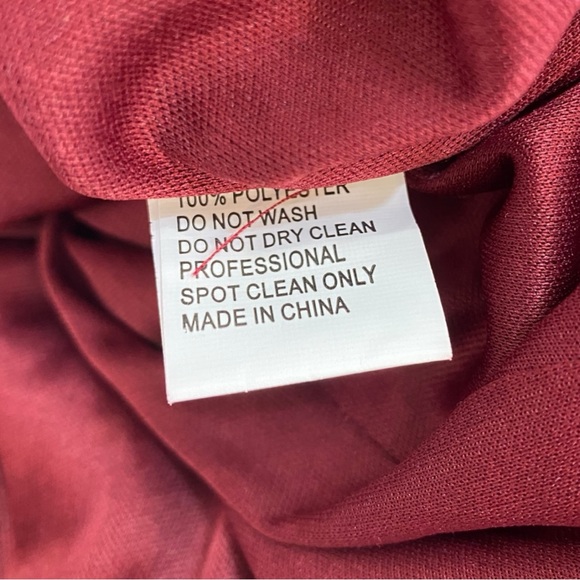 100% POLYESTER
DO NOT WASH
DO NOT DRY CLEAN
PROFESSIONAL
SPOT CLEAN ONLY
MADE IN CHINA